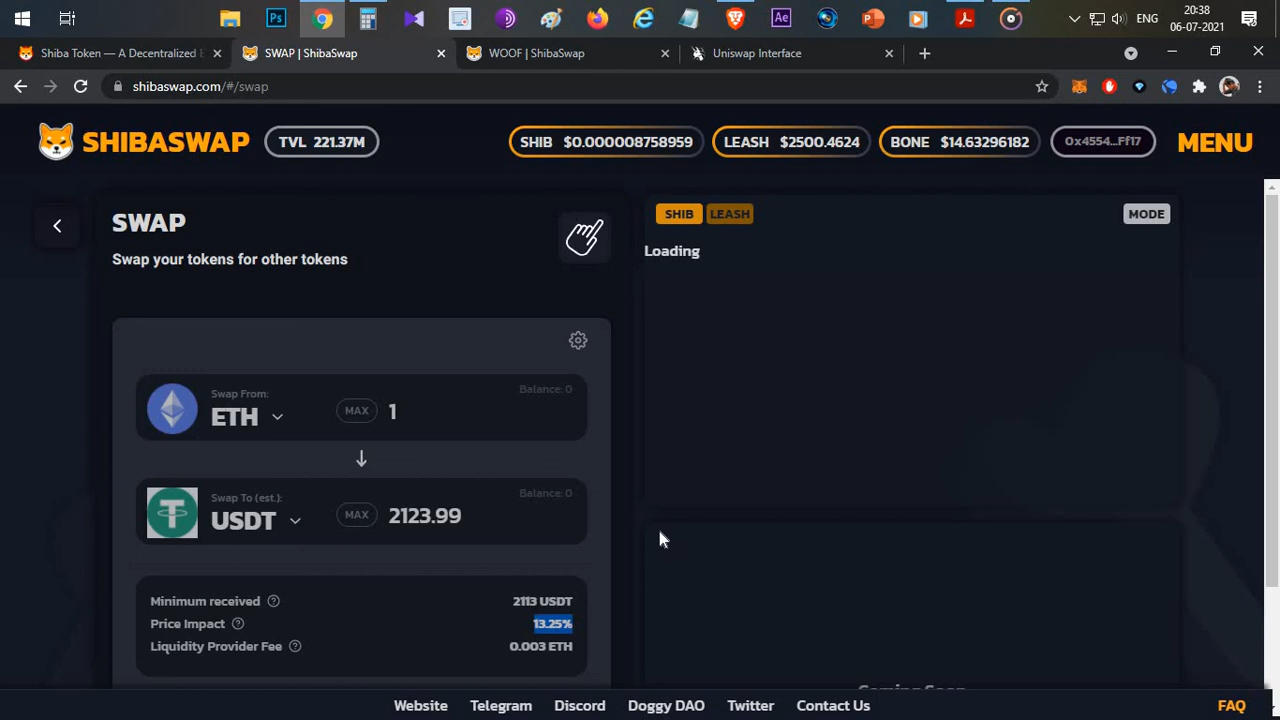 Ps
Ae
ENG
20:38
06-07-2021
Shiba Token — A Decentralized
SWAP | ShibaSwap
WOOF | ShibaSwap
Uniswap Interface
shibaswap.com/#/swap
SHIBASWAP
TVL 221.37M
SHIB $0.000008758959
LEASH $2500.4624
BONE $14.63296182
0x4554...Ff17
MENU
SWAP
Swap your tokens for other tokens
SHIB
LEASH
MODE
Loading
Swap From:
ETH
MAX
1
Balance: 0
Swap To (est.):
USDT
MAX
2123.99
Balance: 0
Minimum received
2113 USDT
Price Impact
13.25%
Liquidity Provider Fee
0.003 ETH
Coming Soon
Website
Telegram
Discord
Doggy DAO
Twitter
Contact Us
FAQ